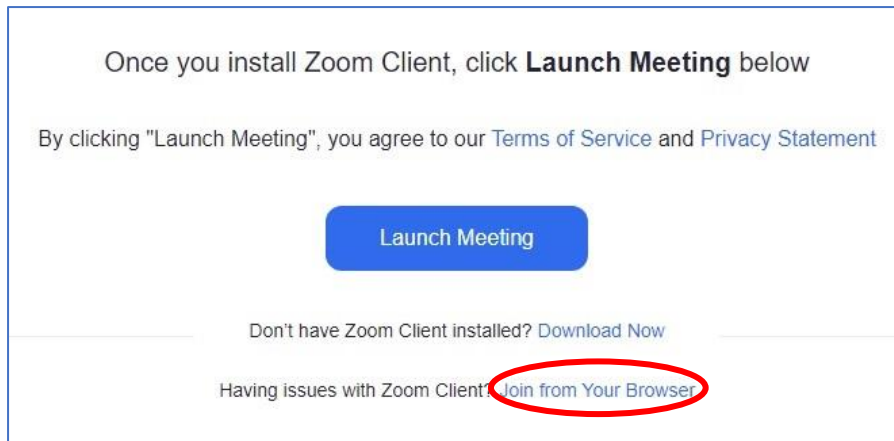 Once you install Zoom Client, click Launch Meeting below
By clicking "Launch Meeting", you agree to our Terms of Service and Privacy Statement
Launch Meeting
Don't have Zoom Client installed? Download Now
Having issues with Zoom Client? Join from Your Browser